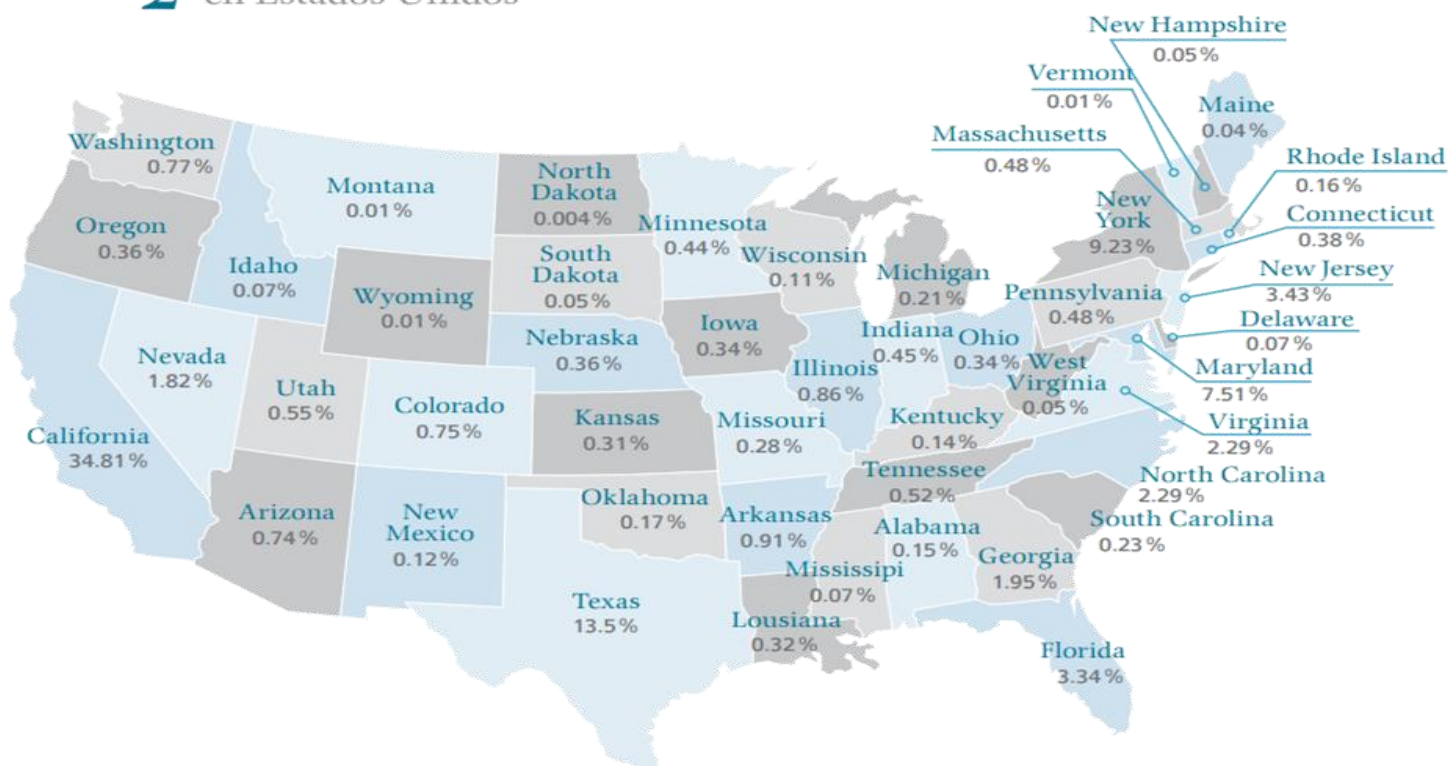 2 en Estados Unidos
New Hampshire
0.05 %
Vermont
0.01 %
Maine
0.04 %
Massachusetts
0.48 %
Rhode Island
0.16 %
Connecticut
0.38 %
New Jersey
3.43 %
Delaware
0.07 %
Maryland
7.51 %
Virginia
2.29 %
North Carolina
2.29 %
South Carolina
0.23 %
Washington
0.77 %
Oregon
0.36 %
Idaho
0.07 %
Montana
0.01 %
Wyoming
0.01 %
North
Dakota
0.004 %
South
Dakota
0.05 %
Minnesota
0.44 %
Wisconsin
0.11 %
Michigan
0.21 %
New
York
9.23 %
Pennsylvania
0.48 %
Nebraska
0.36 %
Iowa
0.34 %
Illinois
0.86 %
Indiana
0.45 %
Ohio
0.34 %
West
Virginia
0.05 %
Nevada
1.82 %
Utah
0.55 %
Colorado
0.75 %
Kansas
0.31 %
Missouri
0.28 %
Kentucky
0.14 %
Tennessee
0.52 %
California
34.81 %
Arizona
0.74 %
New
Mexico
0.12 %
Oklahoma
0.17 %
Arkansas
0.91 %
Mississipi
0.07 %
Alabama
0.15 %
Georgia
1.95 %
Texas
13.5 %
Lousiana
0.32 %
Florida
3.34 %